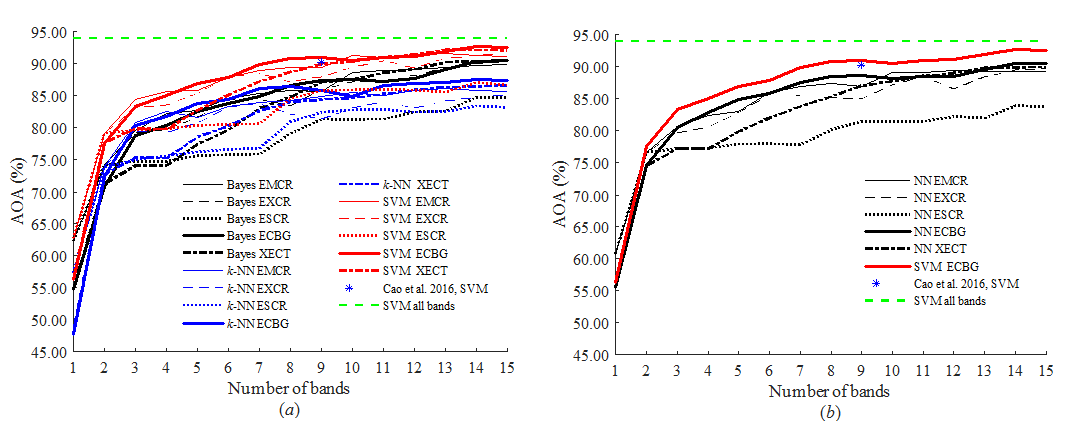 95.00
90.00
85.00
80.00
75.00
70.00
65.00
60.00
55.00
50.00
45.00
AOA (%)
1 2 3 4 5 6 7 8 9 10 11 12 13 14 15
Number of bands
(a)
Bayes EMCR
Bayes EXCR
Bayes ESCR
Bayes ECBG
Bayes XECT
k-NN EMCR
k-NN EXCR
k-NN ESCR
k-NN ECBG
k-NN XECT
SVM EMCR
SVM EXCR
SVM ESCR
SVM ECBG
SVM XECT
Cao et al. 2016, SVM
SVM all bands
95.00
90.00
85.00
80.00
75.00
70.00
65.00
60.00
55.00
50.00
45.00
AOA (%)
1 2 3 4 5 6 7 8 9 10 11 12 13 14 15
Number of bands
(b)
NN EMCR
NN EXCR
NN ESCR
NN ECBG
NN XECT
SVM ECBG
Cao et al. 2016, SVM
SVM all bands